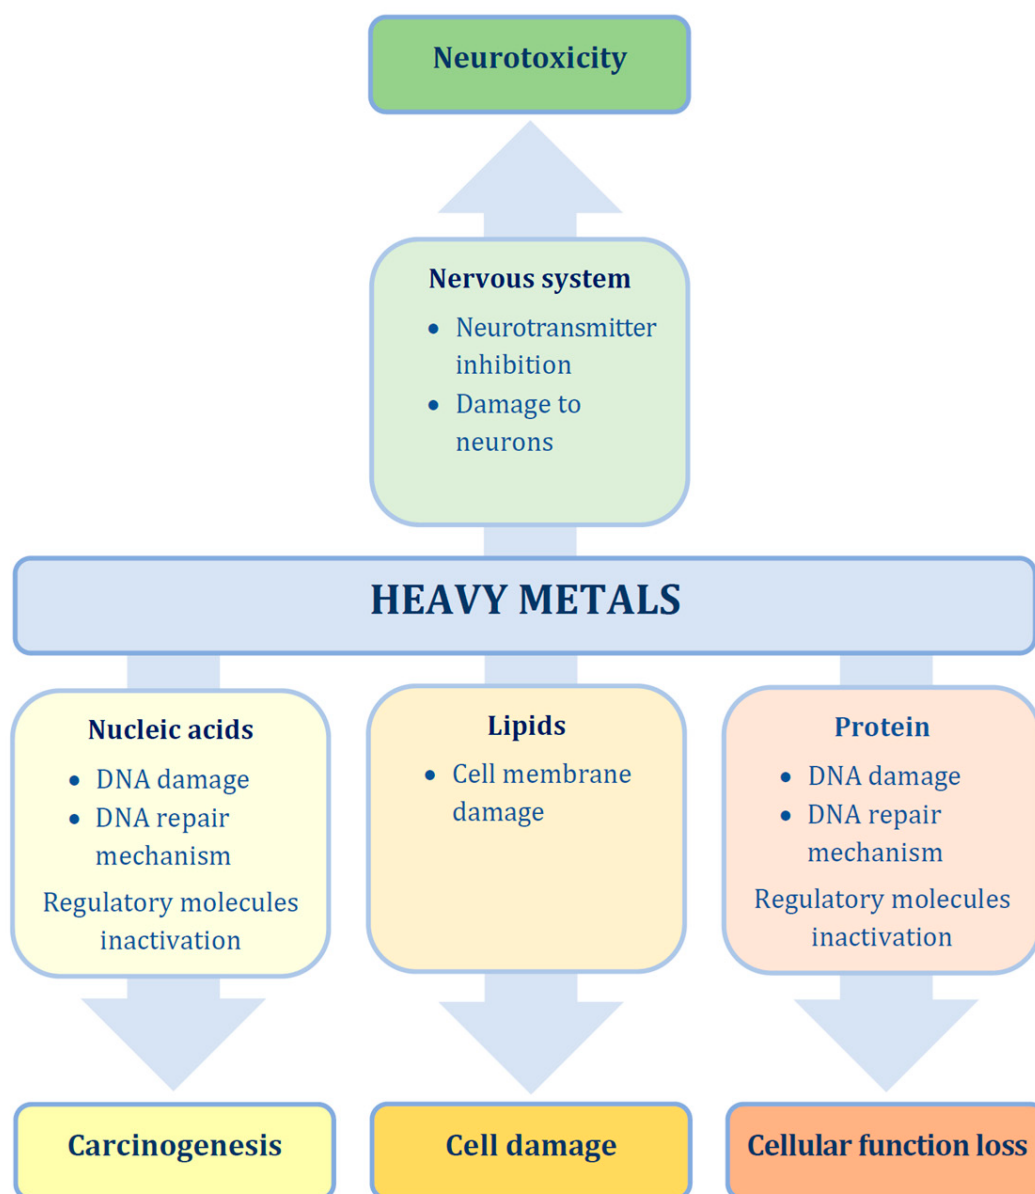 Neurotoxicity
Nervous system
• Neurotransmitter
inhibition
• Damage to
neurons
HEAVY METALS
Nucleic acids
• DNA damage
• DNA repair
mechanism
Regulatory molecules
inactivation
Lipids
• Cell membrane
damage
Protein
• DNA damage
• DNA repair
mechanism
Regulatory molecules
inactivation
Carcinogenesis
Cell damage
Cellular function loss